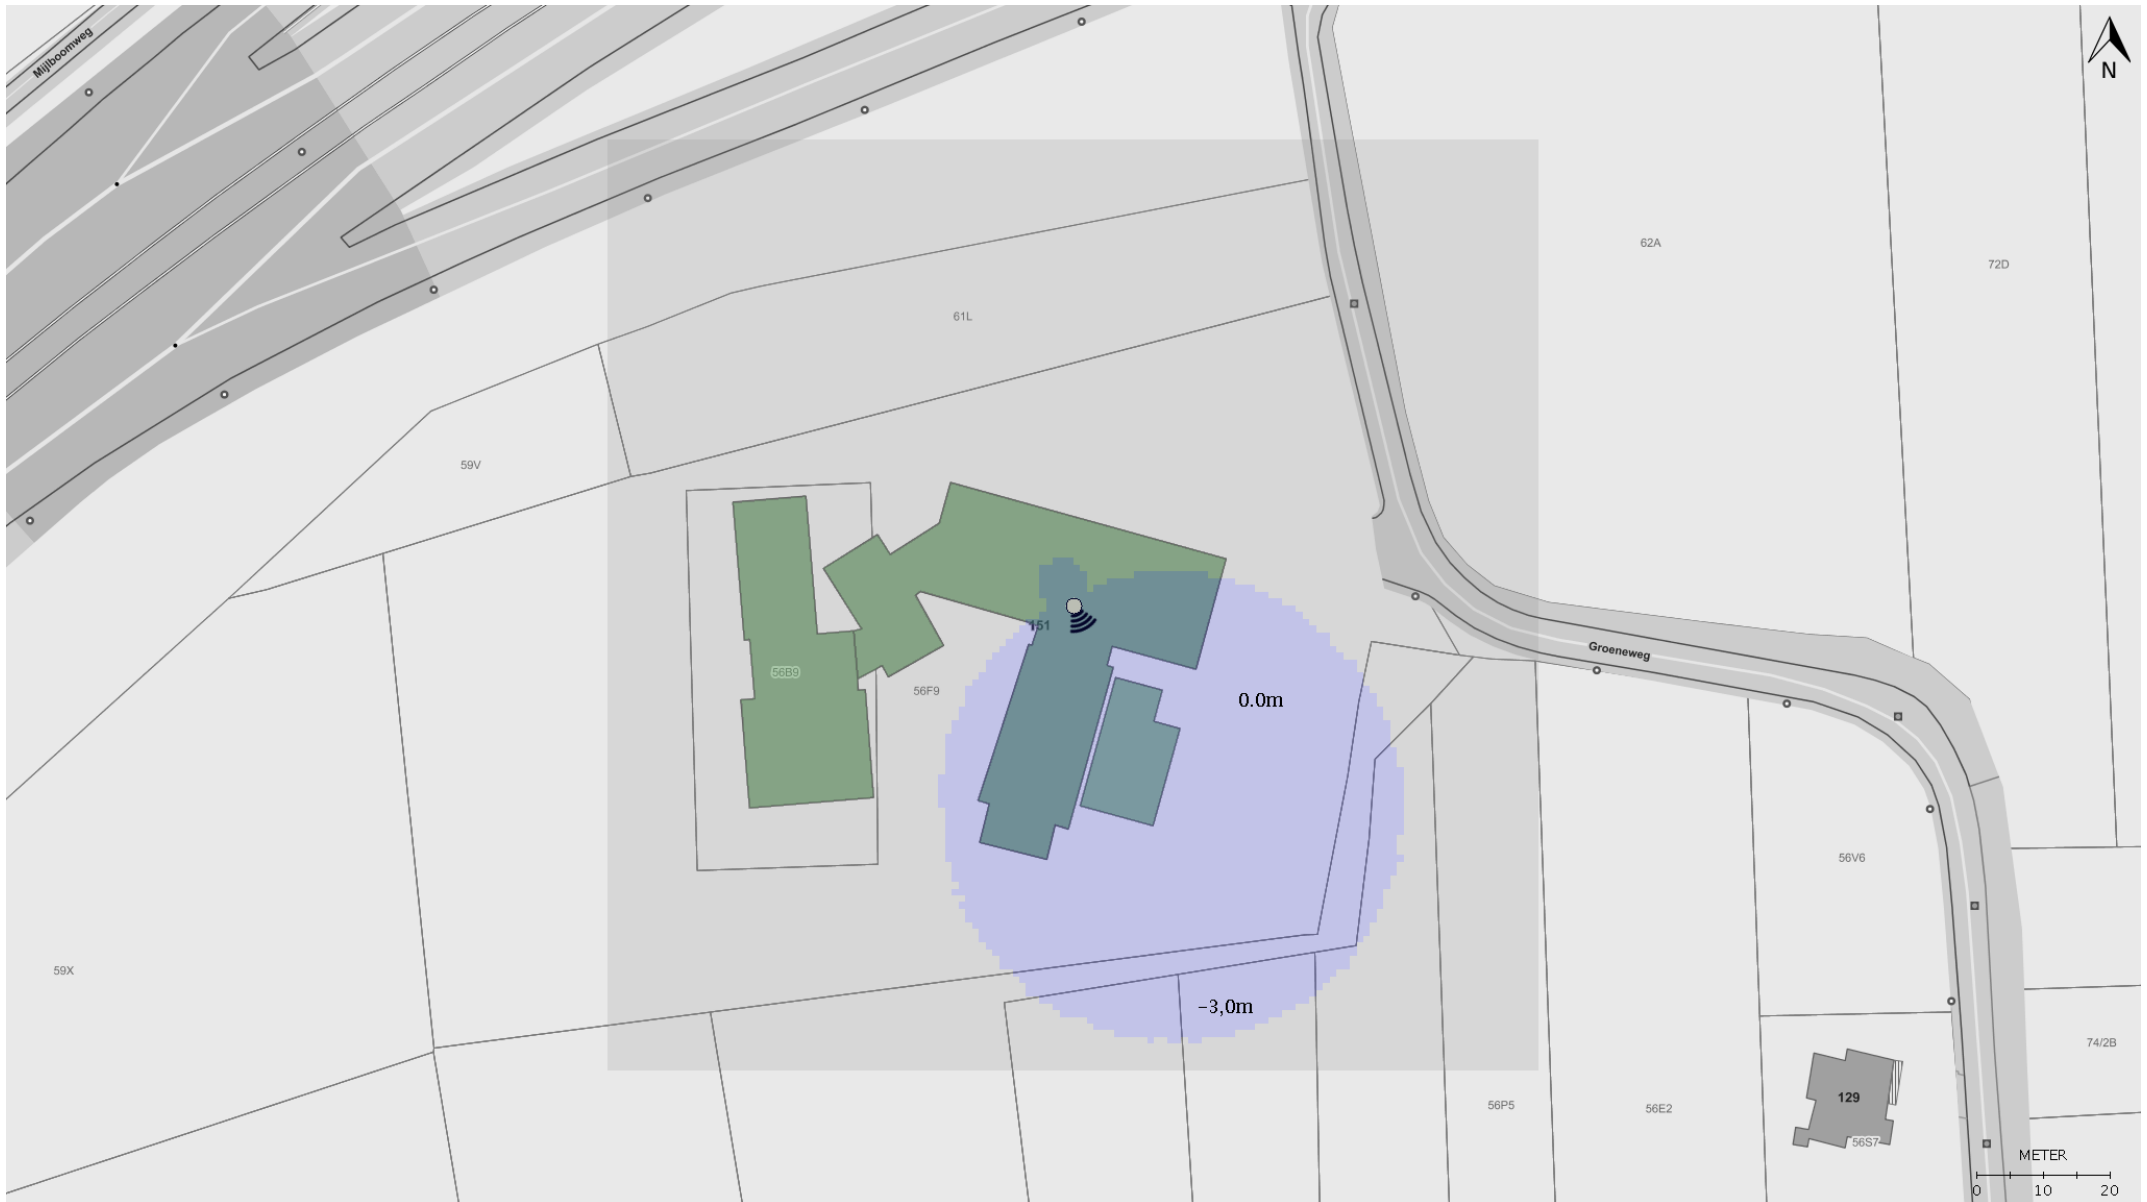 Mijlboomweg
N
62A
72D
61L
59V
151
Groeneweg
56B9
56F9
0.0m
56V6
59X
-3,0m
74/2B
129
56P5
56E2
56S7
METER
0 10 20